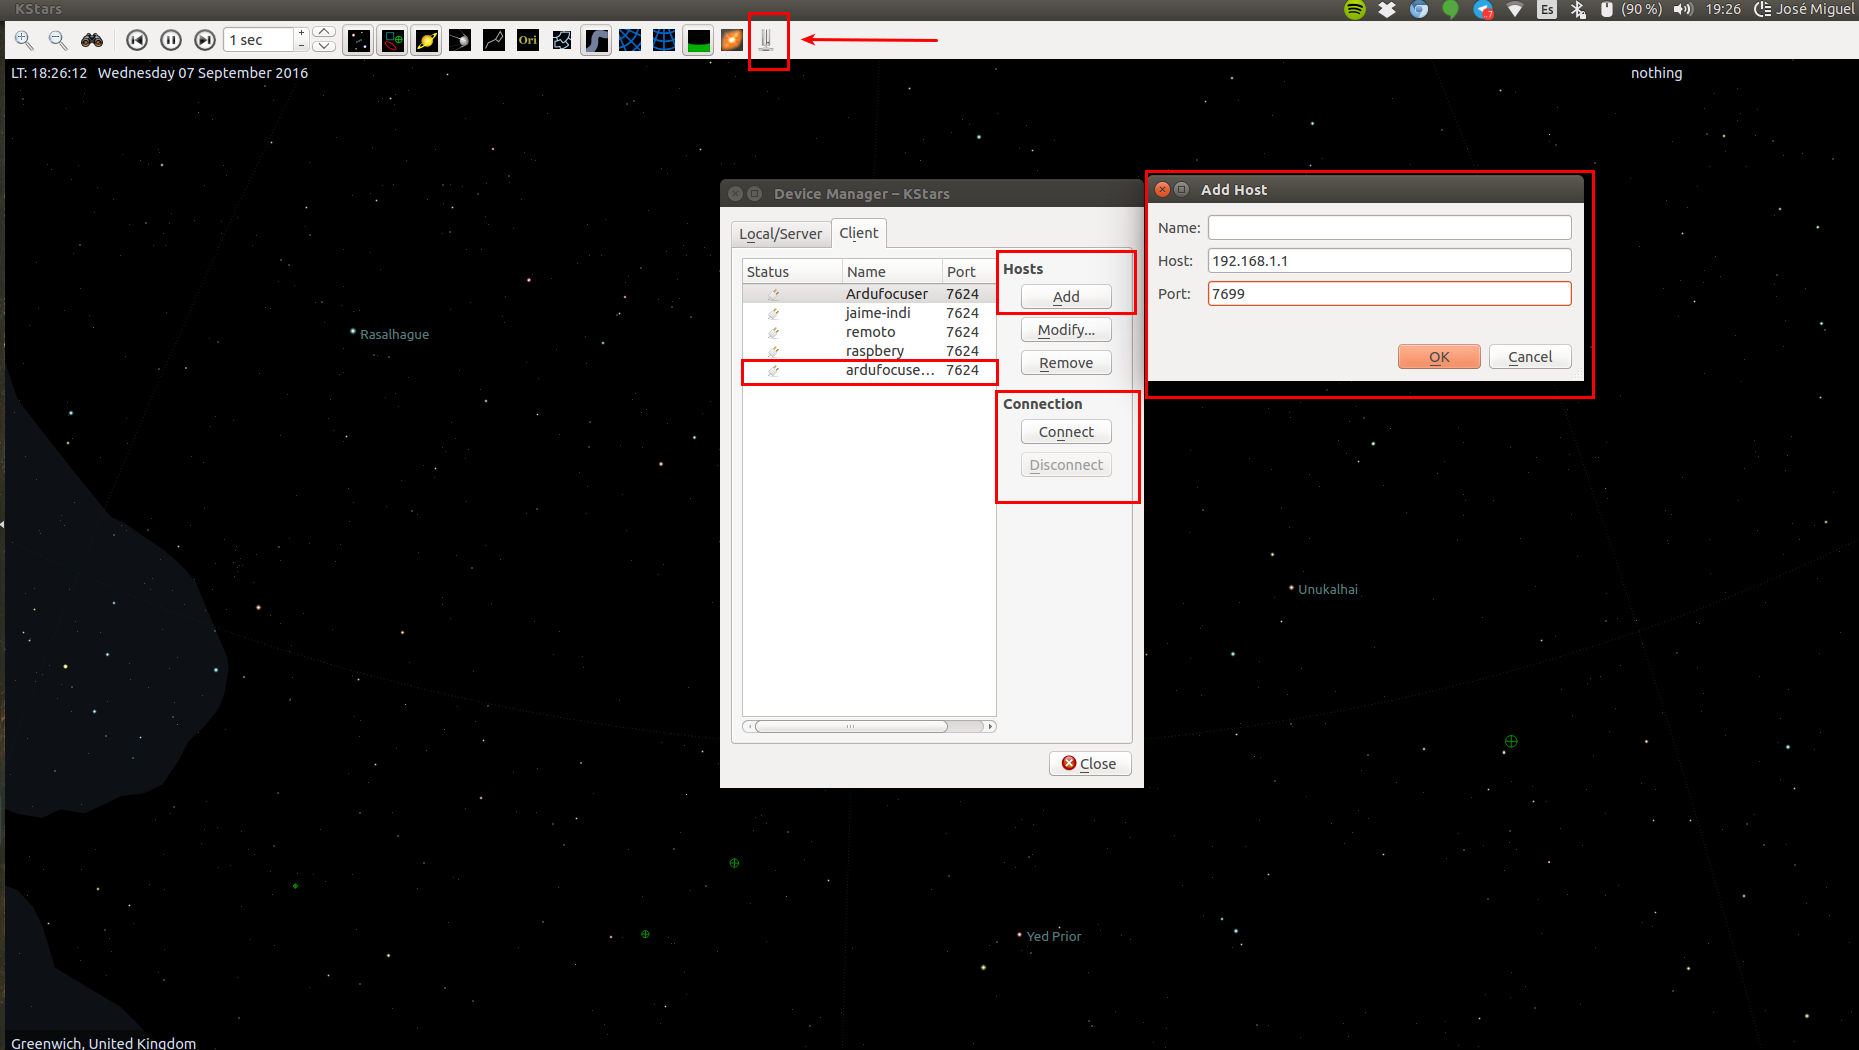 KStars
Es
(90 %)
19:26
José Miguel
1 sec
Ori
LT: 18:26:12 Wednesday 07 September 2016
nothing
Device Manager – KStars
Local/Server
Client
Status
Name
Port
Ardufocuser
7624
jaime-indi
7624
remoto
7624
raspbery
7624
ardufocuse...
7624
Hosts
Add
Modify...
Remove
Connection
Connect
Disconnect
Close
Add Host
Name:
Host:
192.168.1.1
Port:
7699
OK
Cancel
Rasalhague
Unukalhai
Yed Prior
Greenwich, United Kingdom